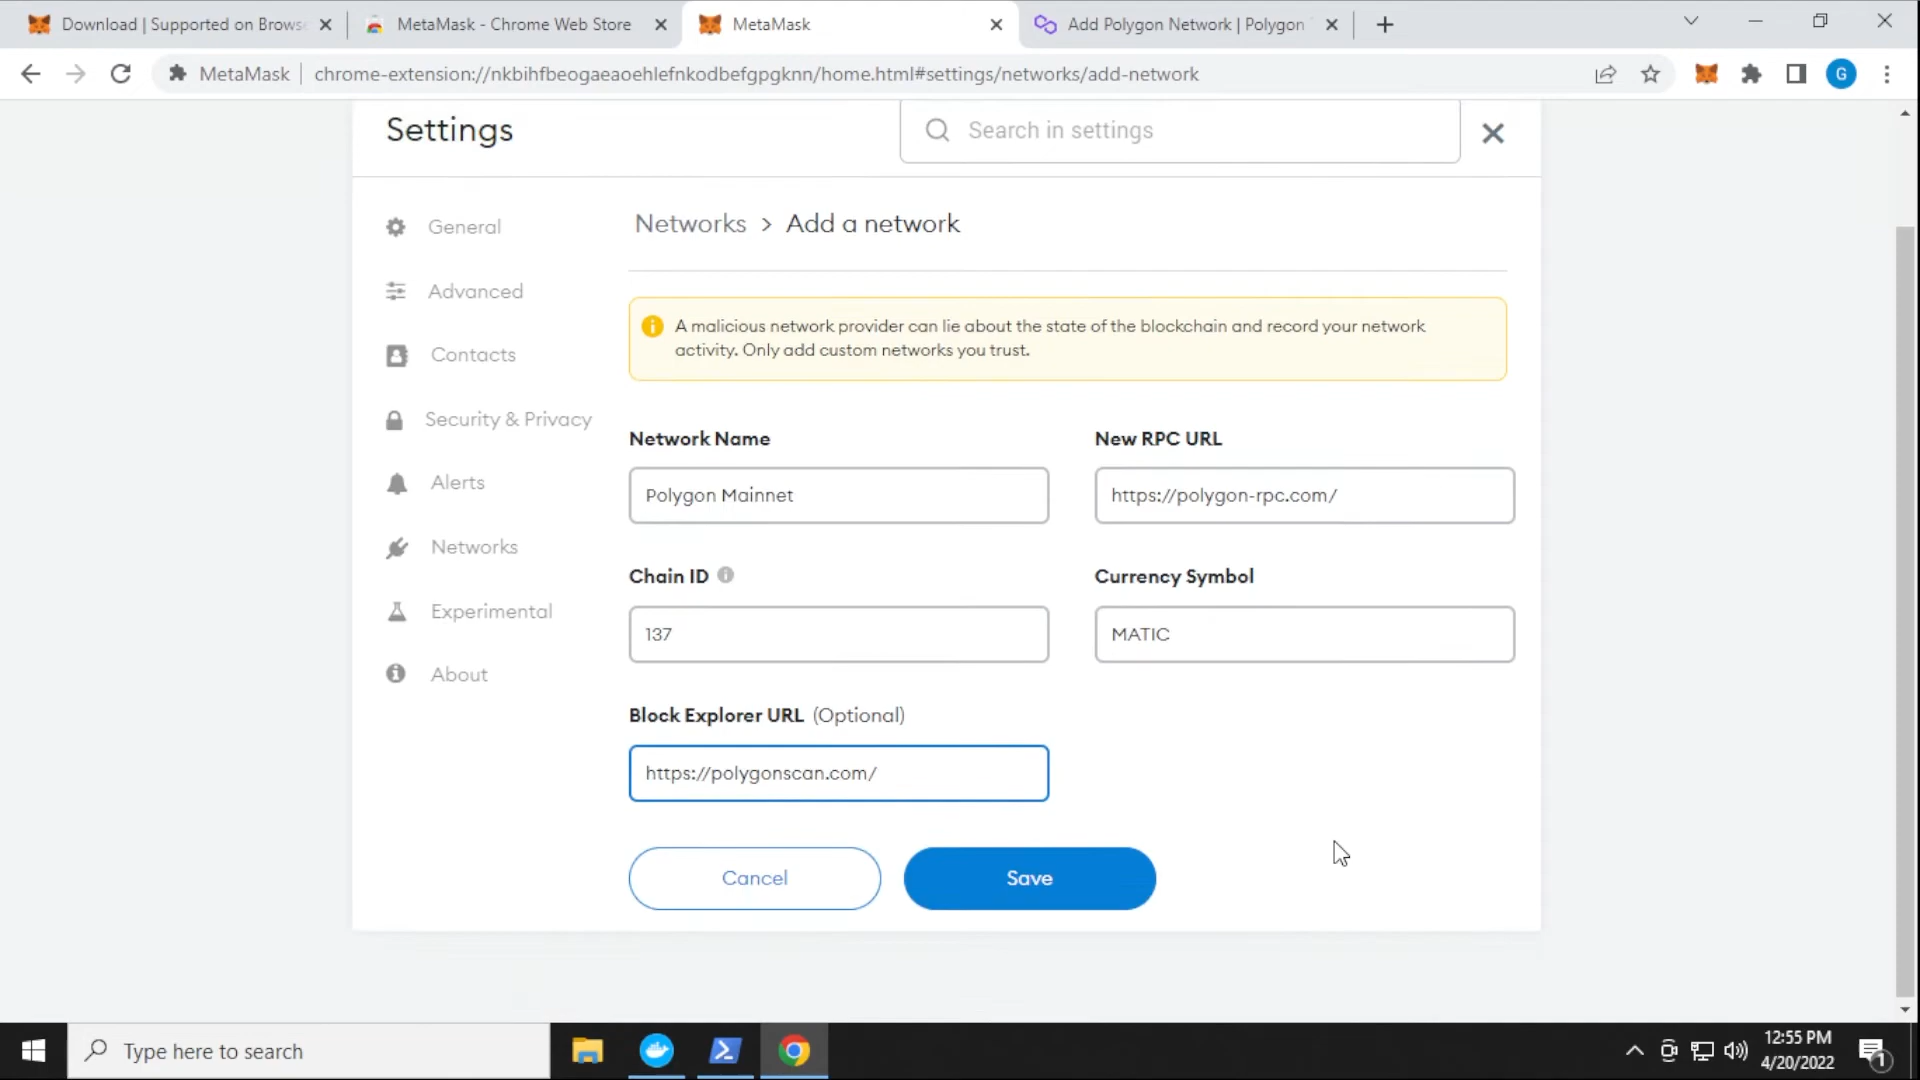 Download | Supported on Browse
MetaMask - Chrome Web Store
MetaMask
Add Polygon Network | Polygon
MetaMask
chrome-extension://nkbihfbeogaeaoehlefnkodbefgpgknn/home.html#settings/networks/add-network
G
Settings
Search in settings
General
Advanced
Contacts
Security & Privacy
Alerts
Networks
Experimental
About
Networks > Add a network
A malicious network provider can lie about the state of the blockchain and record your network
activity. Only add custom networks you trust.
Network Name
New RPC URL
Polygon Mainnet
https://polygon-rpc.com/
Chain ID
Currency Symbol
137
MATIC
Block Explorer URL (Optional)
https://polygonscan.com/
Cancel
Save
Type here to search
12:55 PM
4/20/2022
1